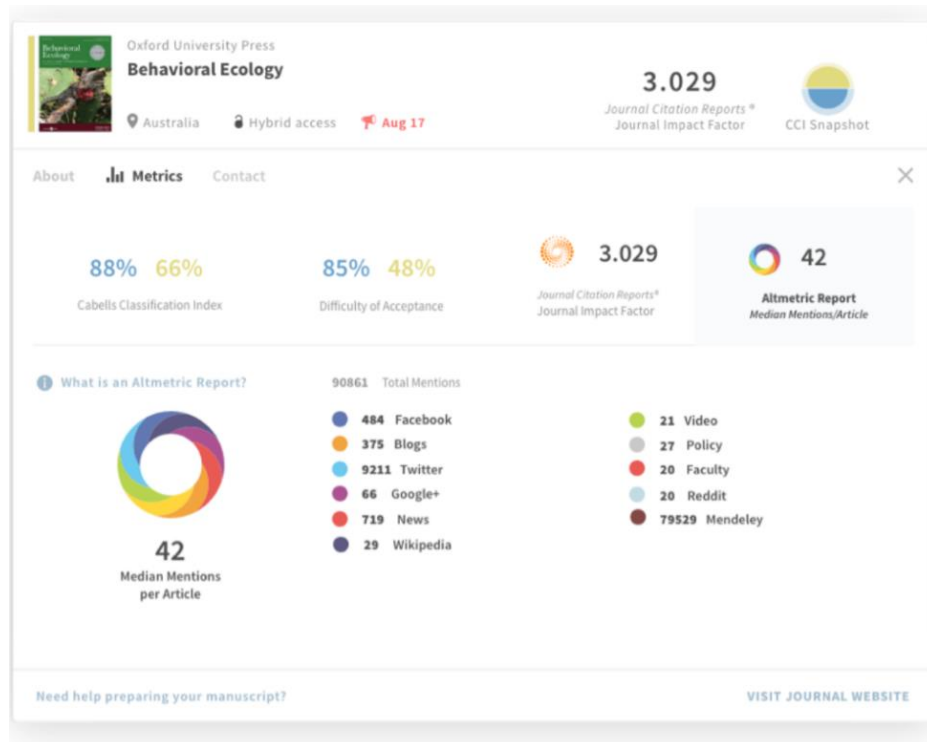 Behavioral
Ecology
Oxford University Press
Behavioral Ecology
Australia
Hybrid access
Aug 17
3.029
Journal Citation Reports ®
Journal Impact Factor
CCI Snapshot
About
Metrics
Contact
88% 66%
Cabells Classification Index
85% 48%
Difficulty of Acceptance
3.029
Journal Citation Reports®
Journal Impact Factor
42
Altmetric Report
Median Mentions/Article
What is an Altmetric Report?
42
Median Mentions
per Article
90861 Total Mentions
484 Facebook
375 Blogs
9211 Twitter
66 Google+
719 News
29 Wikipedia
21 Video
27 Policy
20 Faculty
20 Reddit
79529 Mendeley
Need help preparing your manuscript?
VISIT JOURNAL WEBSITE